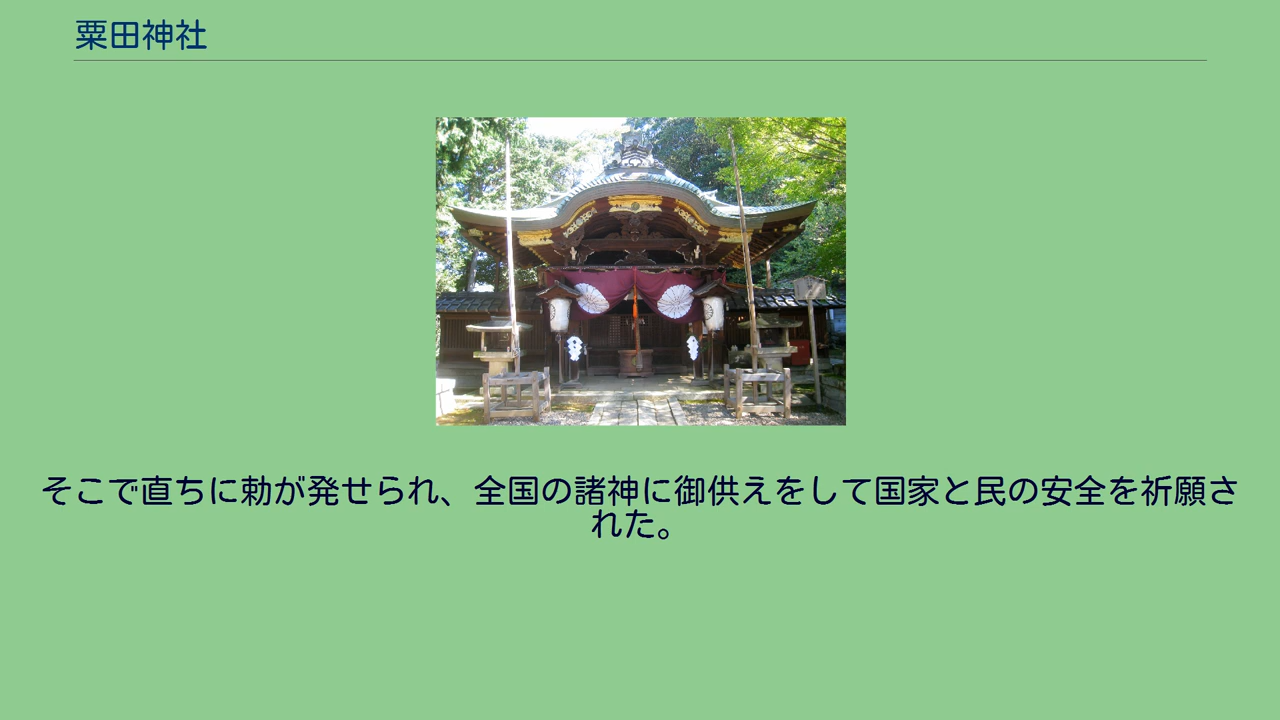 粟田神社
そこで直ちに勅が発せられ、全国の諸神に御供えをして国家と民の安全を祈願さ
れた。